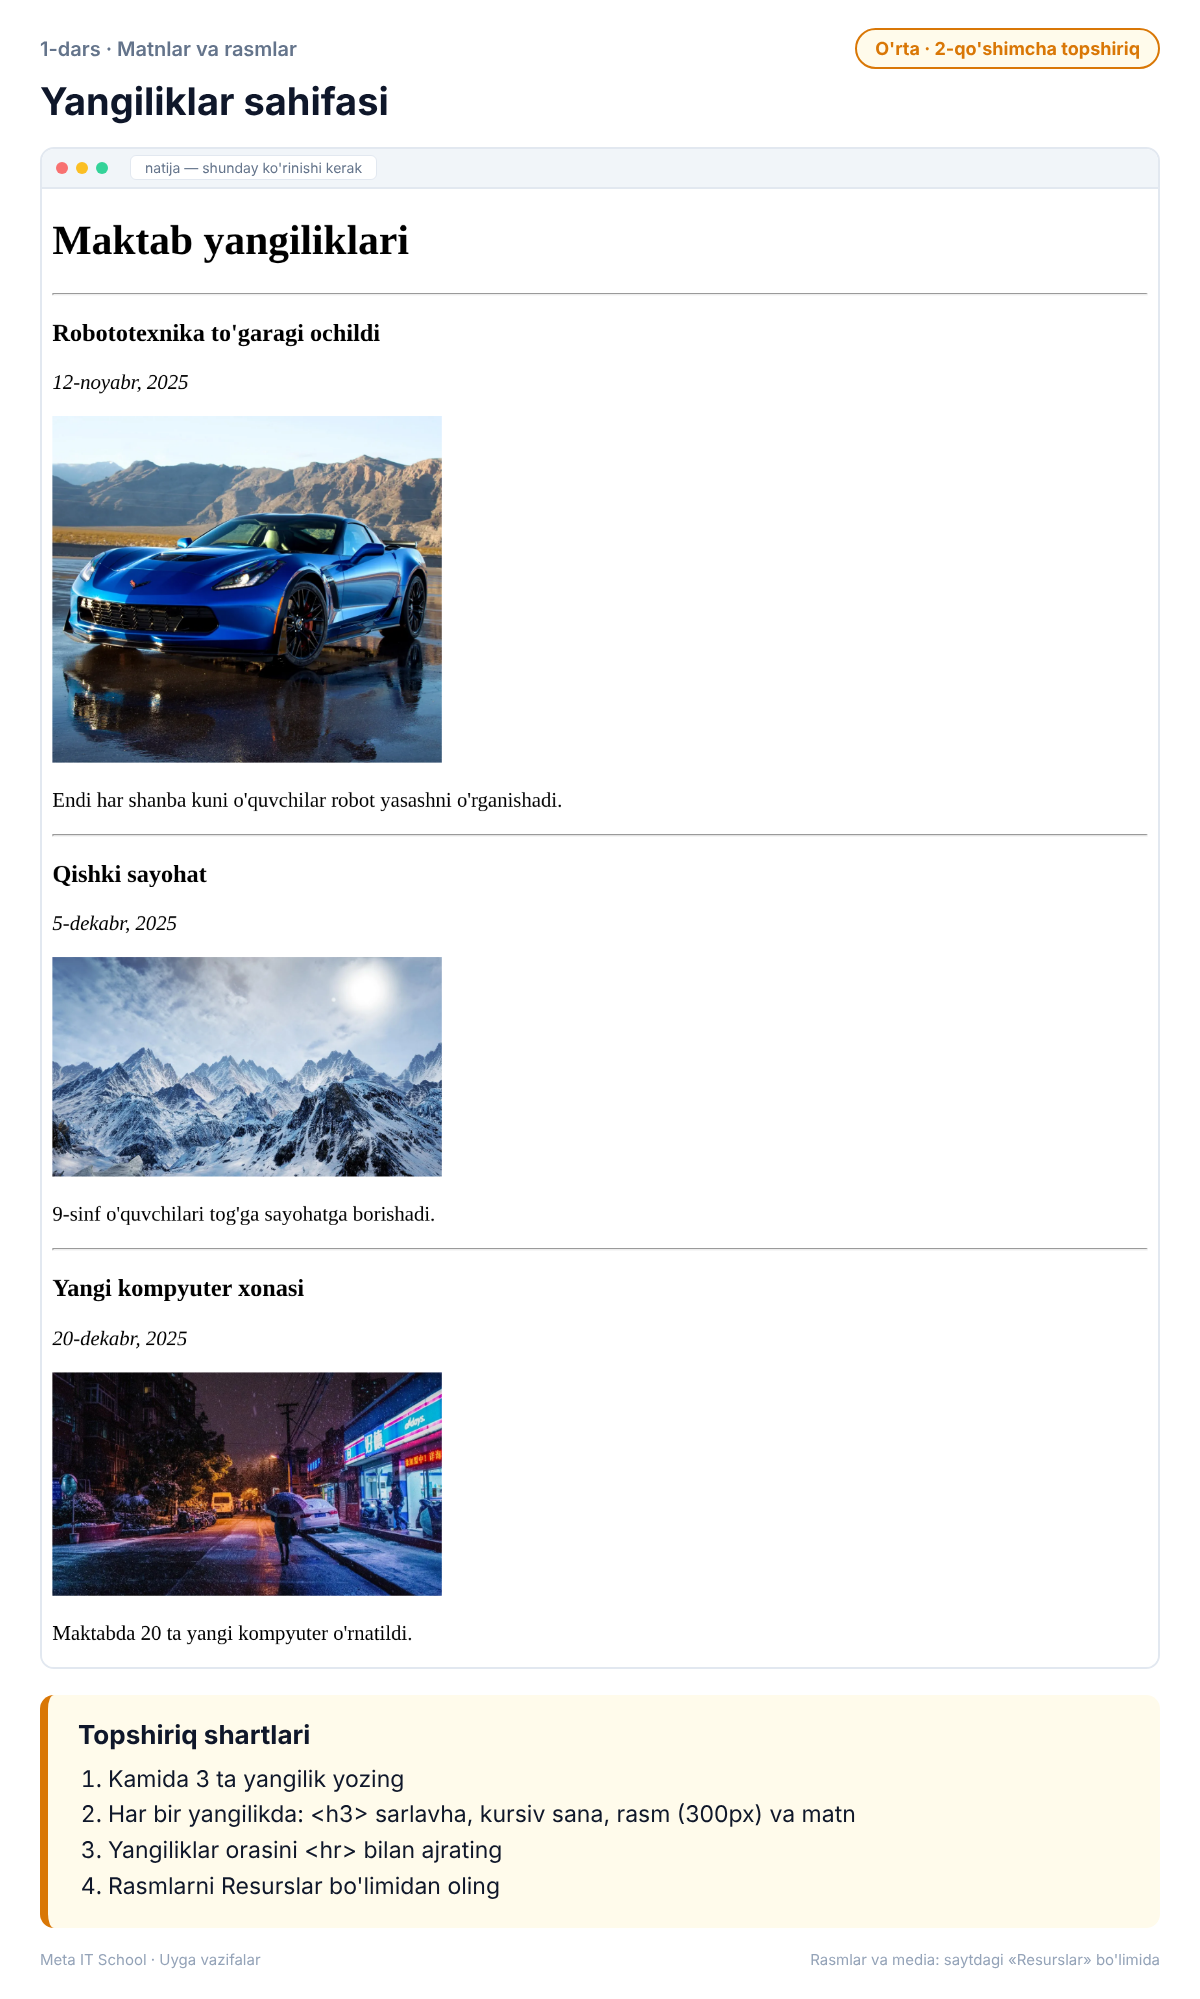 1-dars · Matnlar va rasmlar
O'rta · 2-qo'shimcha topshiriq
Yangiliklar sahifasi
natija — shunday ko'rinishi kerak
Maktab yangiliklari
Robototexnika to'garagi ochildi
12-noyabr, 2025
Endi har shanba kuni o'quvchilar robot yasashni o'rganishadi.
Qishki sayohat
5-dekabr, 2025
9-sinf o'quvchilari tog'ga sayohatga borishadi.
Yangi kompyuter xonasi
20-dekabr, 2025
Maktabda 20 ta yangi kompyuter o'rnatildi.
Topshiriq shartlari
1. Kamida 3 ta yangilik yozing
2. Har bir yangilikda: <h3> sarlavha, kursiv sana, rasm (300px) va matn
3. Yangiliklar orasini <hr> bilan ajrating
4. Rasmlarni Resurslar bo'limidan oling
Meta IT School · Uyga vazifalar
Rasmlar va media: saytdagi «Resurslar» bo'limida